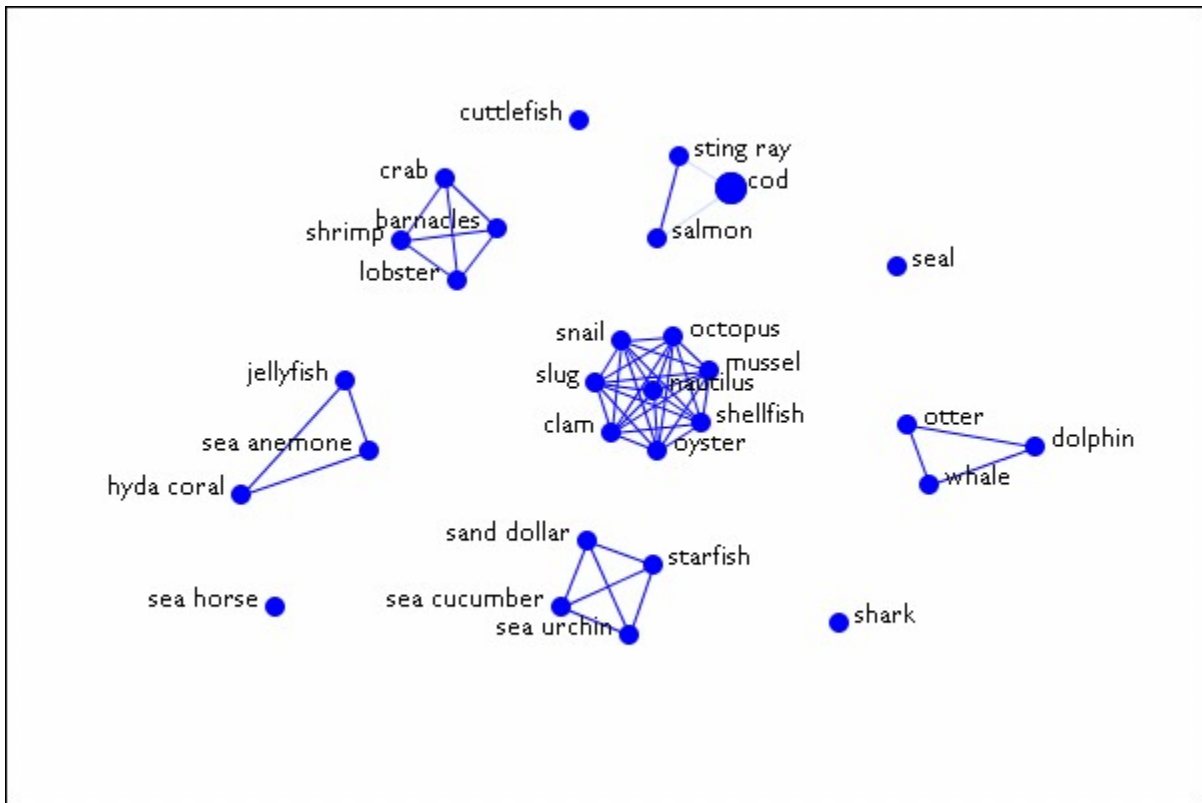 cuttlefish
sting ray
crab
cod
barnacles
shrimp
salmon
seal
lobster
snail
octopus
mussel
jellyfish
slug
nautilus
clam
shellfish
otter
sea anemone
oyster
dolphin
whale
hyda coral
sand dollar
starfish
sea horse
sea cucumber
shark
sea urchin